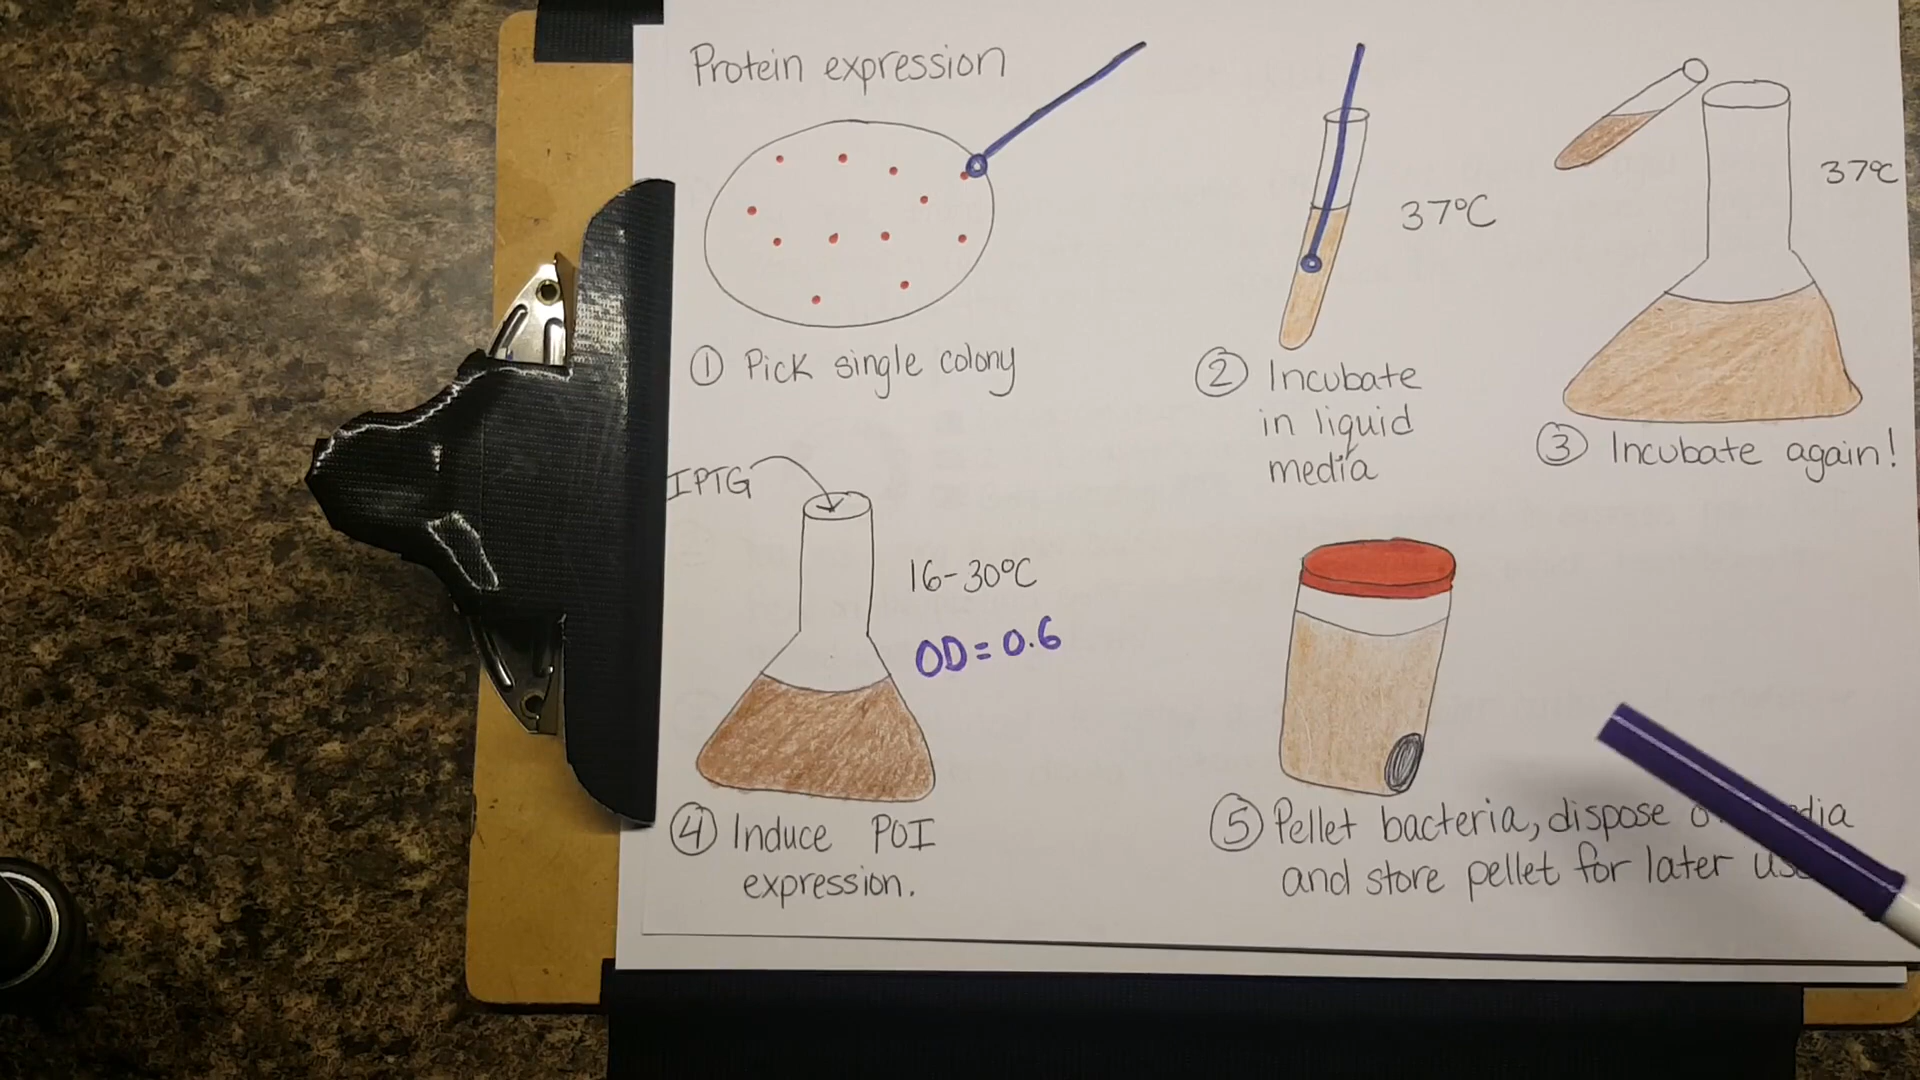 Protein expression
37°C
37°C
① Pick single colony
② Incubate
in liquid
media
③ Incubate again!
IPTG
16-30°C
OD = 0.6
④ Induce POI
expression.
⑤ Pellet bacteria, dispose
and store pellet for later